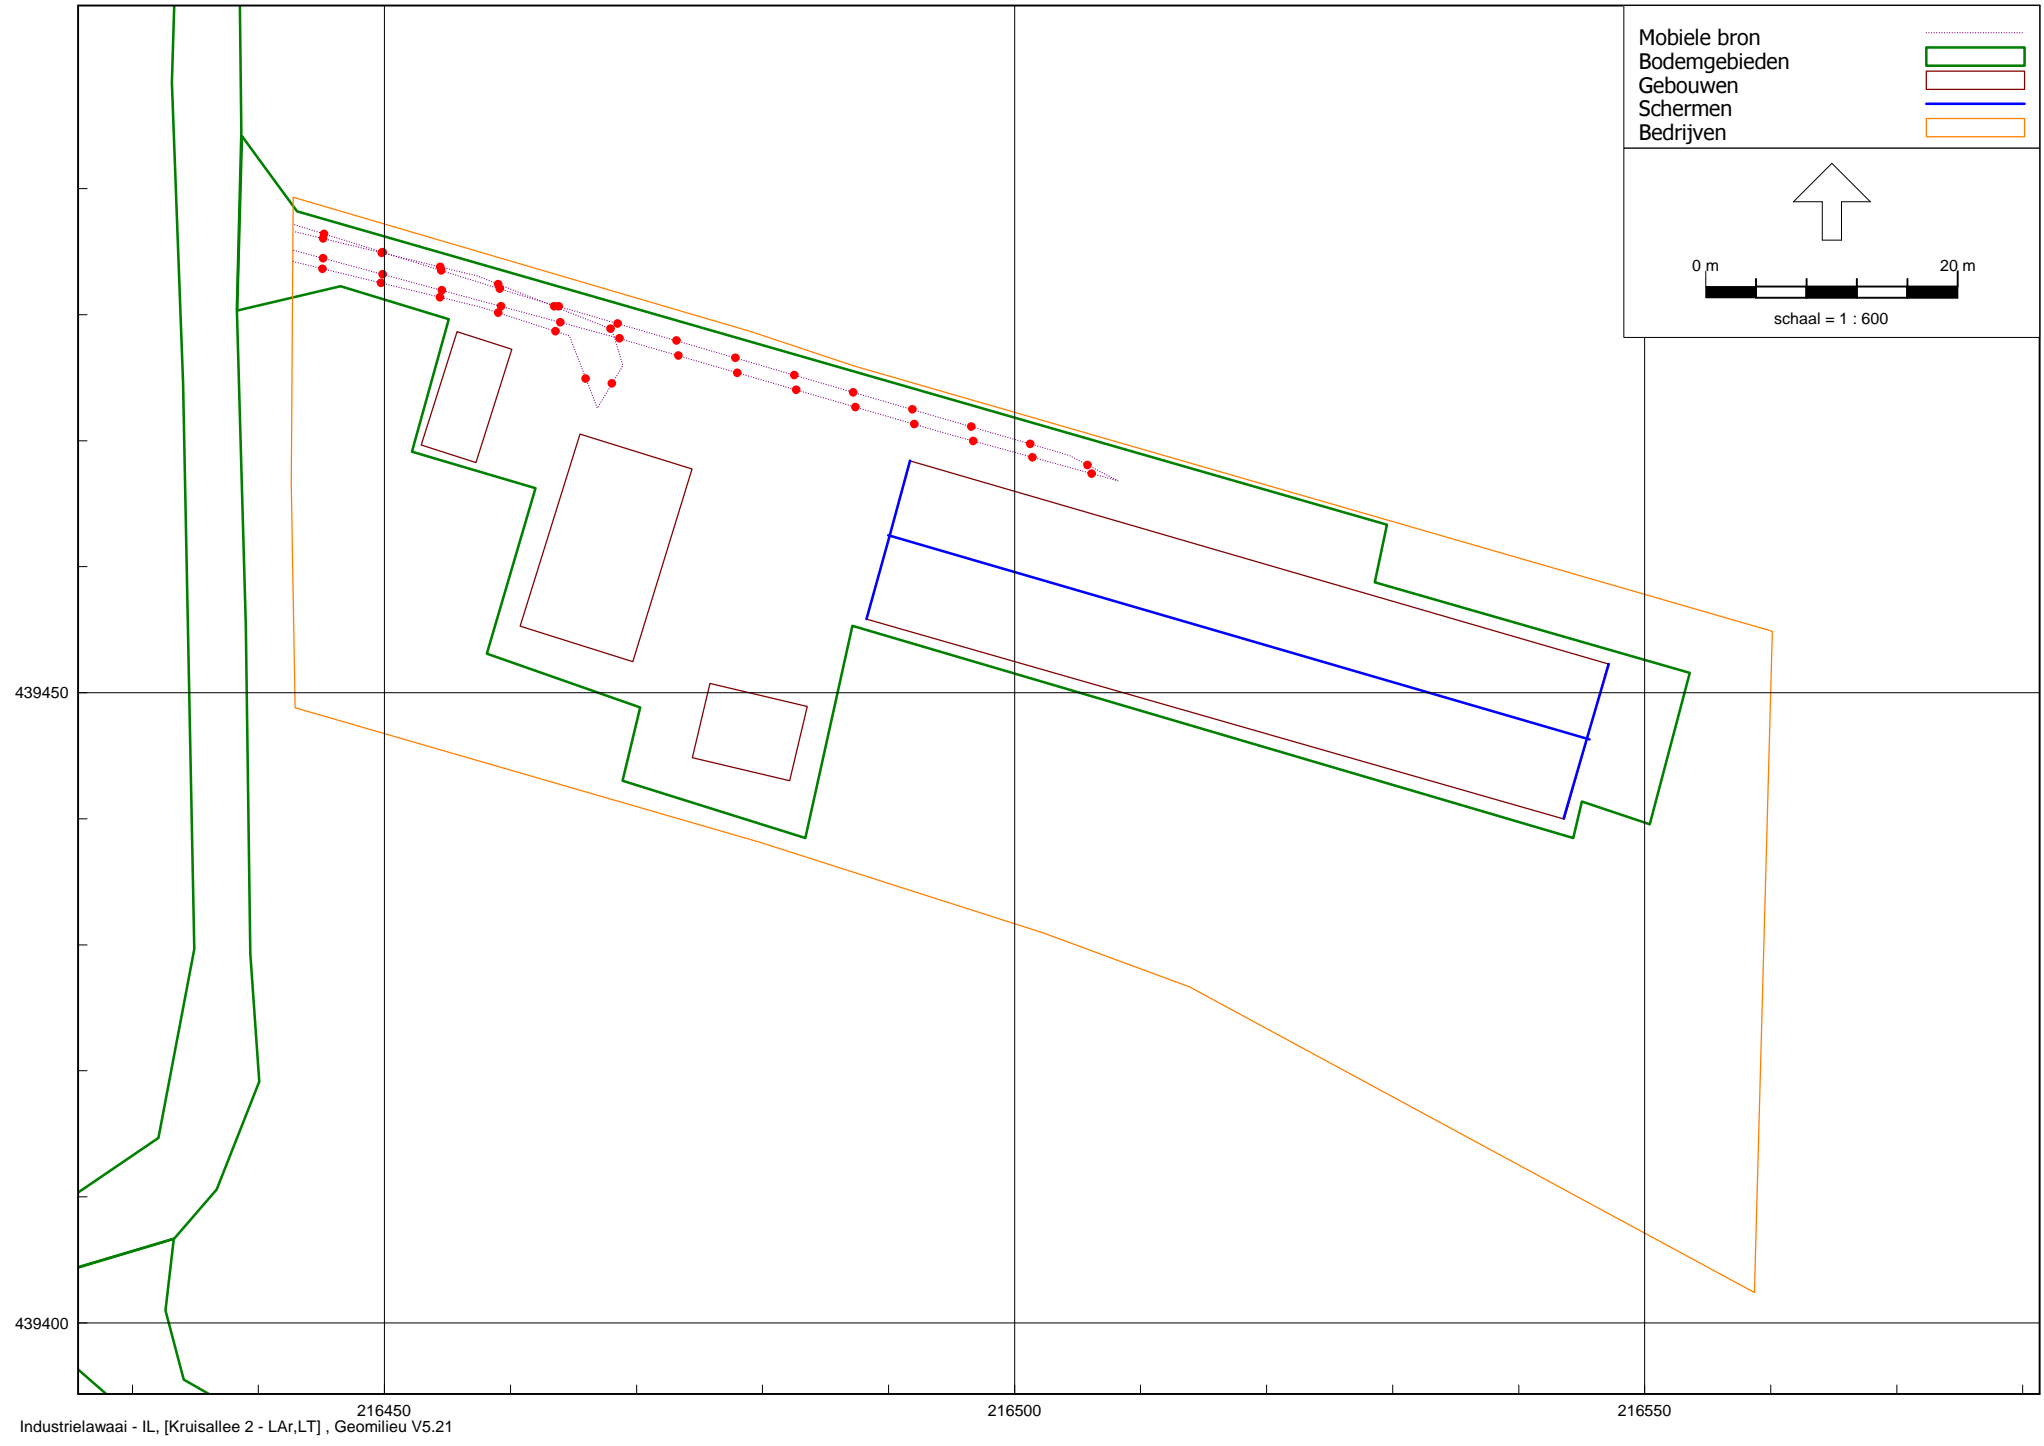 Mobiele bron
Bodemgebieden
Gebouwen
Schermen
Bedrijven
0 m 20 m
schaal = 1 : 600
439450
439400
216450 216500 216550
Industrielawaai - IL, [Kruisallee 2 - LAr,LT] , Geomilieu V5.21